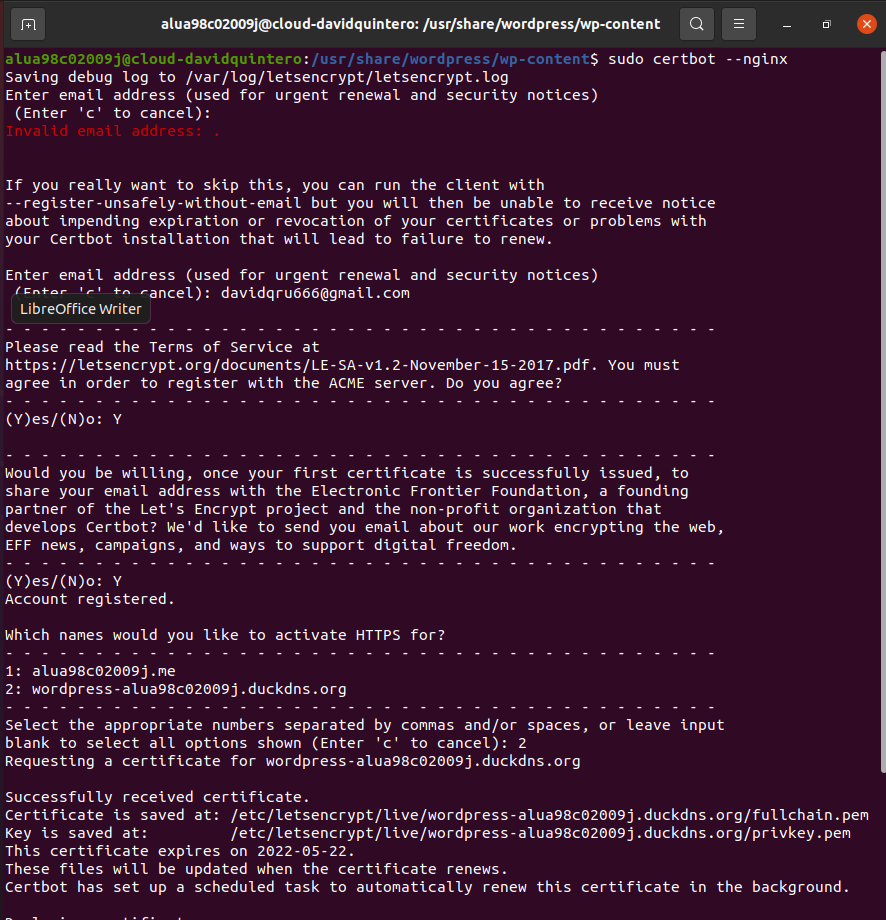 alua98c02009j@cloud-davidquintero: /usr/share/wordpress/wp-content
alua98c02009j@cloud-davidquintero:/usr/share/wordpress/wp-content$ sudo certbot --nginx
Saving debug log to /var/log/letsencrypt/letsencrypt.log
Enter email address (used for urgent renewal and security notices)
 (Enter 'c' to cancel):
Invalid email address: .
If you really want to skip this, you can run the client with
--register-unsafely-without-email but you will then be unable to receive notice
about impending expiration or revocation of your certificates or problems with
your Certbot installation that will lead to failure to renew.
Enter email address (used for urgent renewal and security notices)
 (Enter 'c' to cancel): davidqru666@gmail.com
LibreOffice Writer
- - - - - - - - - - - - - - - - - - - - - - - - - - - - - - - - - - - - - - - -
Please read the Terms of Service at
https://letsencrypt.org/documents/LE-SA-v1.2-November-15-2017.pdf. You must
agree in order to register with the ACME server. Do you agree?
- - - - - - - - - - - - - - - - - - - - - - - - - - - - - - - - - - - - - - - -
(Y)es/(N)o: Y
- - - - - - - - - - - - - - - - - - - - - - - - - - - - - - - - - - - - - - - -
Would you be willing, once your first certificate is successfully issued, to
share your email address with the Electronic Frontier Foundation, a founding
partner of the Let's Encrypt project and the non-profit organization that
develops Certbot? We'd like to send you email about our work encrypting the web,
EFF news, campaigns, and ways to support digital freedom.
- - - - - - - - - - - - - - - - - - - - - - - - - - - - - - - - - - - - - - - -
(Y)es/(N)o: Y
Account registered.
Which names would you like to activate HTTPS for?
- - - - - - - - - - - - - - - - - - - - - - - - - - - - - - - - - - - - - - - -
1: alua98c02009j.me
2: wordpress-alua98c02009j.duckdns.org
- - - - - - - - - - - - - - - - - - - - - - - - - - - - - - - - - - - - - - - -
Select the appropriate numbers separated by commas and/or spaces, or leave input
blank to select all options shown (Enter 'c' to cancel): 2
Requesting a certificate for wordpress-alua98c02009j.duckdns.org
Successfully received certificate.
Certificate is saved at: /etc/letsencrypt/live/wordpress-alua98c02009j.duckdns.org/fullchain.pem
Key is saved at:         /etc/letsencrypt/live/wordpress-alua98c02009j.duckdns.org/privkey.pem
This certificate expires on 2022-05-22.
These files will be updated when the certificate renews.
Certbot has set up a scheduled task to automatically renew this certificate in the background.